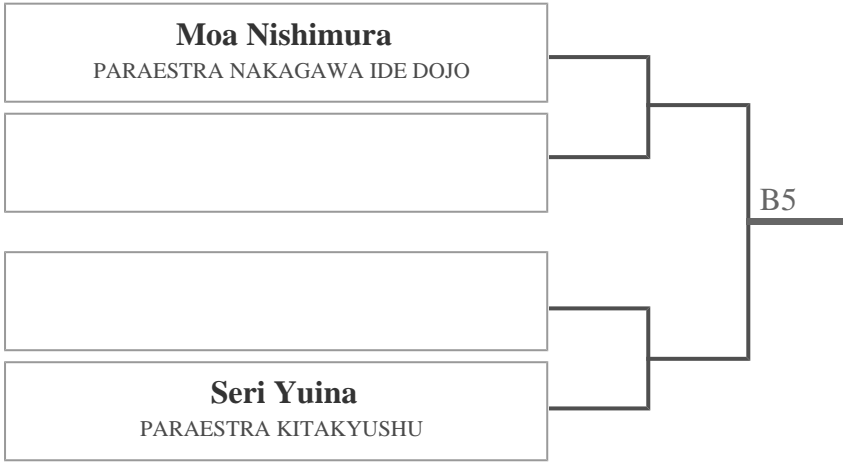 Moa Nishimura
PARAESTRA NAKAGAWA IDE DOJO
B5
Seri Yuina
PARAESTRA KITAKYUSHU